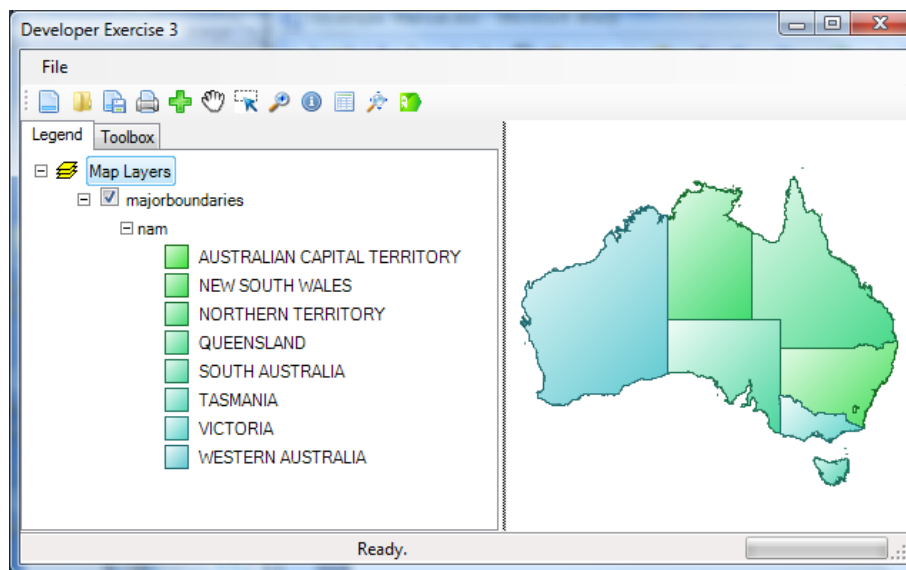 Developer Exercise 3
File
Legend Toolbox
Map Layers
majorboundaries
nam
AUSTRALIAN CAPITAL TERRITORY
NEW SOUTH WALES
NORTHERN TERRITORY
QUEENSLAND
SOUTH AUSTRALIA
TASMANIA
VICTORIA
WESTERN AUSTRALIA
Ready.